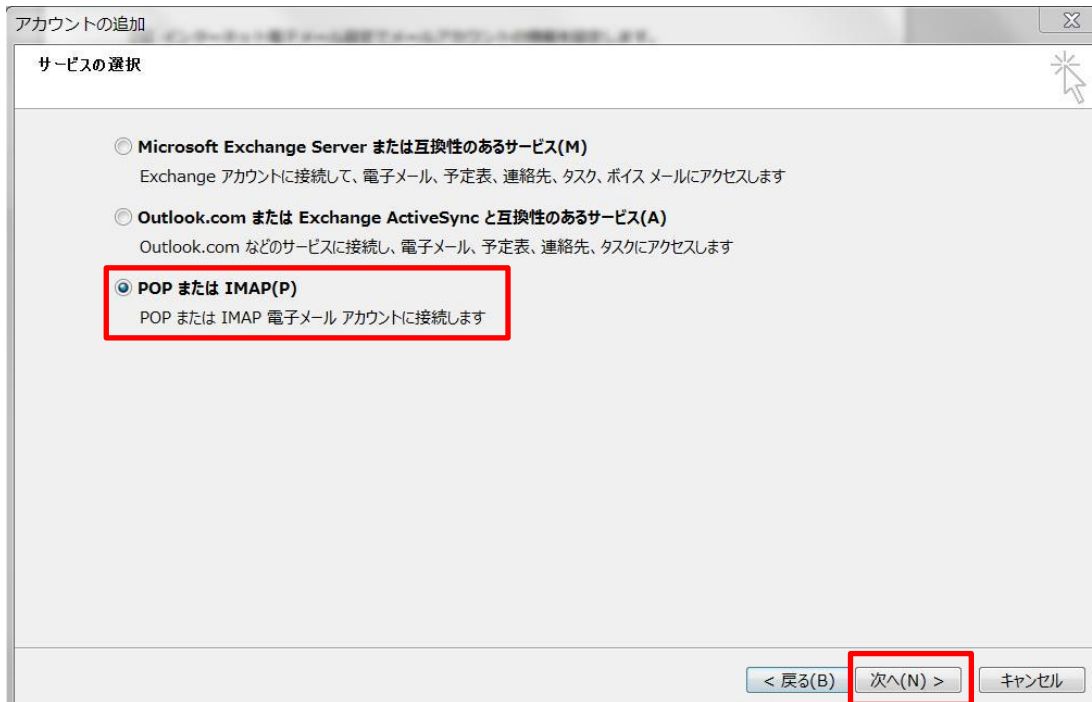 アカウントの追加
サービスの選択
Microsoft Exchange Server または互換性のあるサービス(M)
Exchange アカウントに接続して、電子メール、予定表、連絡先、タスク、ボイス メールにアクセスします
Outlook.com または Exchange ActiveSync と互換性のあるサービス(A)
Outlook.com などのサービスに接続し、電子メール、予定表、連絡先、タスクにアクセスします
POP または IMAP(P)
POP または IMAP 電子メール アカウントに接続します
< 戻る(B) 次へ(N) > キャンセル